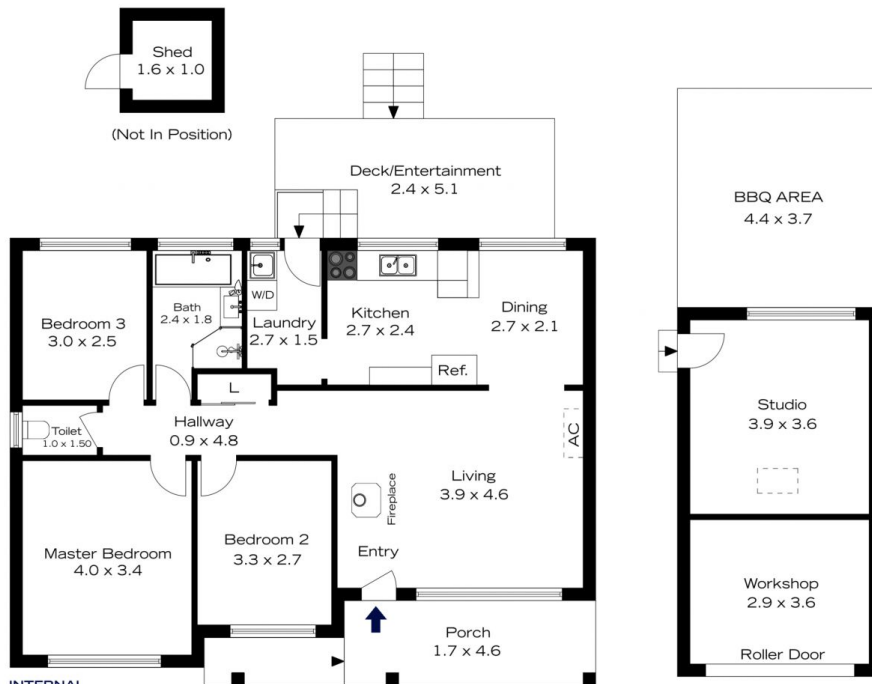 Shed
1.6 x 1.0
(Not In Position)
Deck/Entertainment
2.4 x 5.1
BBQ AREA
4.4 x 3.7
Bedroom 3
3.0 x 2.5
Bath
2.4 x 1.8
W/D
Laundry
2.7 x 1.5
Kitchen
2.7 x 2.4
Dining
2.7 x 2.1
Ref.
L
Hallway
0.9 x 4.8
Toilet
1.0 x 1.50
AC
Living
3.9 x 4.6
Fireplace
Entry
Studio
3.9 x 3.6
Master Bedroom
4.0 x 3.4
Bedroom 2
3.3 x 2.7
Workshop
2.9 x 3.6
Roller Door
Porch
1.7 x 4.6
INTERNAL